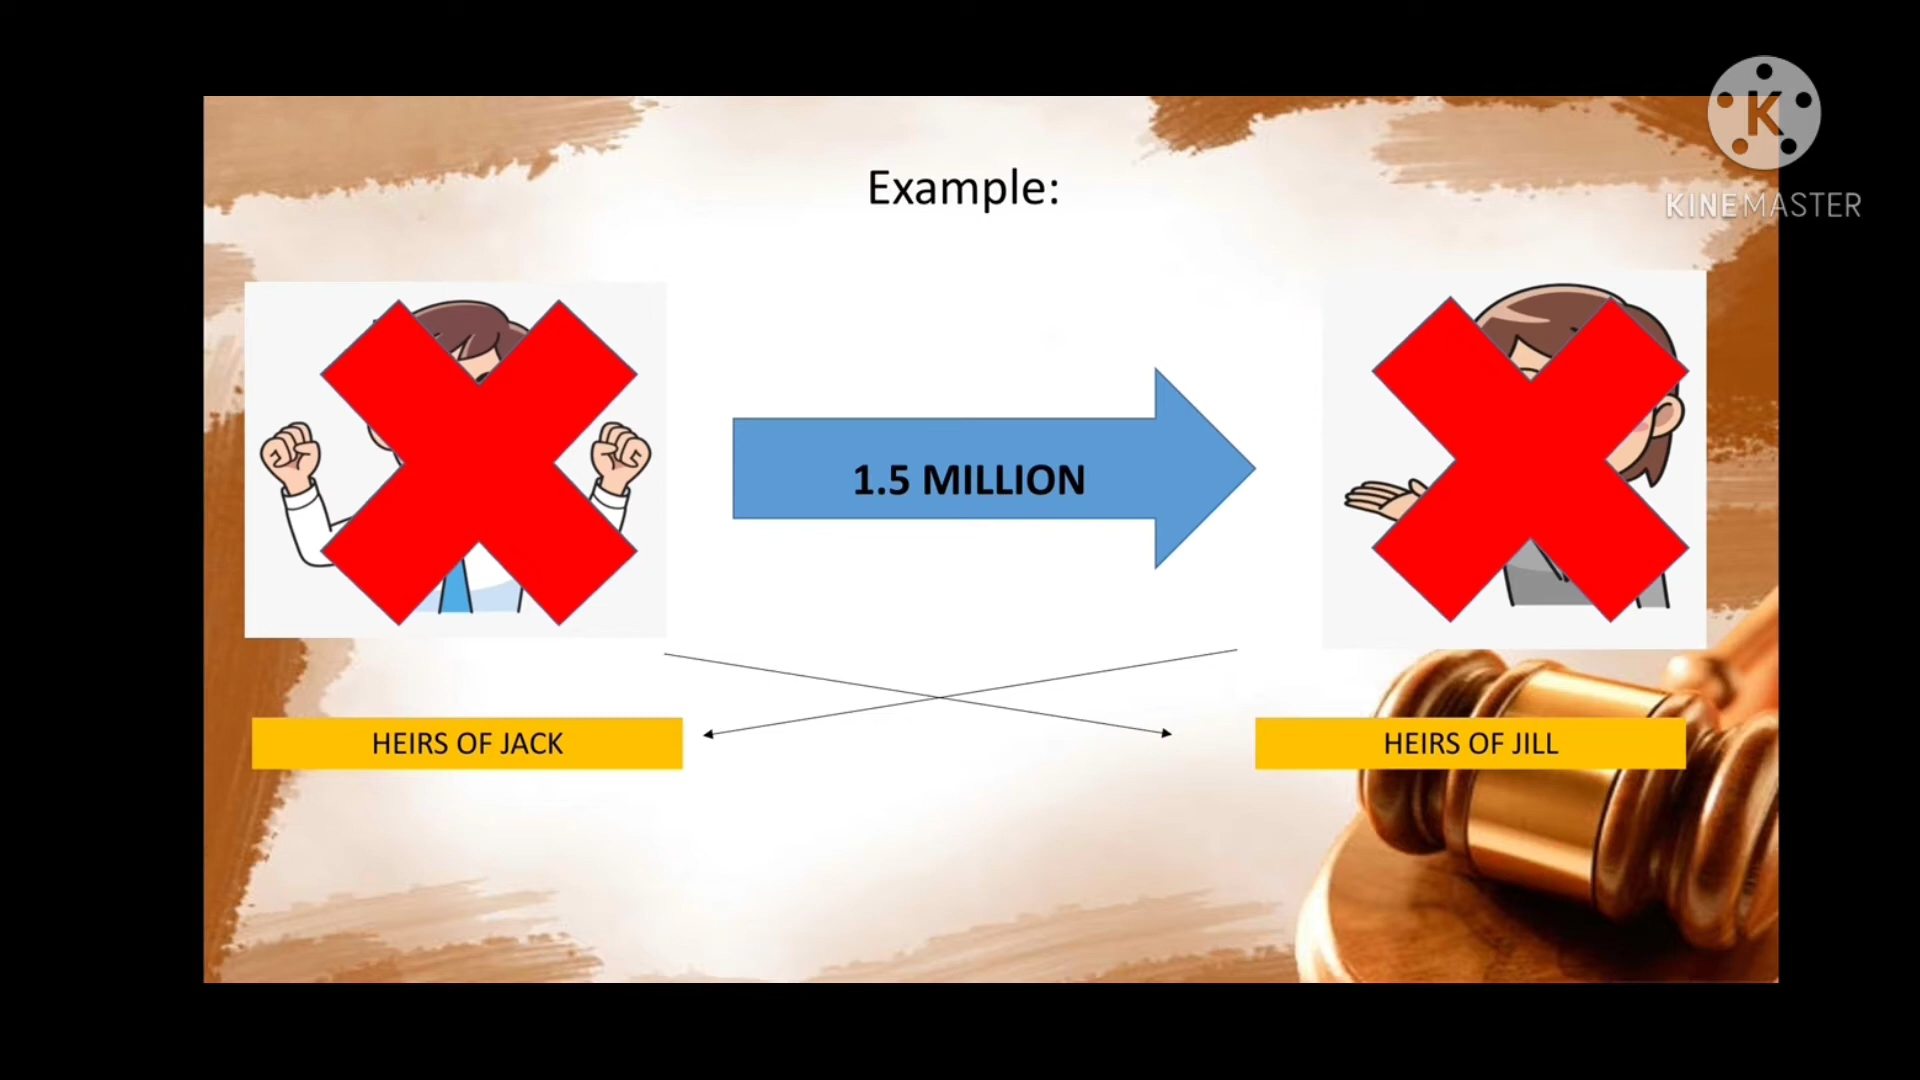 K
KINEMASTER
Example:
1.5 MILLION
HEIRS OF JACK
HEIRS OF JILL